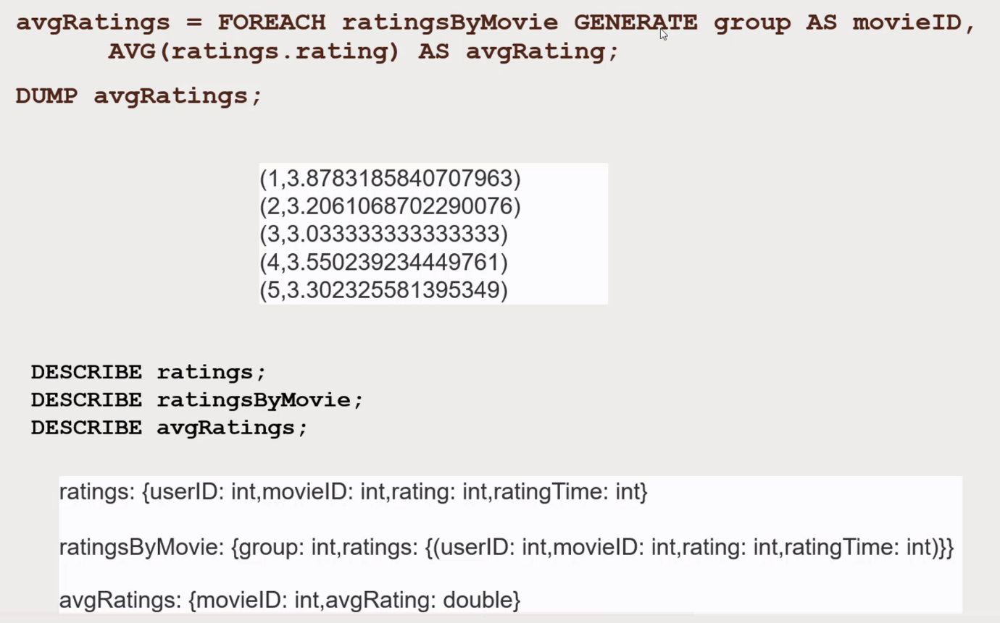 avgRatings = FOREACH ratingsByMovie GENERATE group AS movieID,
AVG(ratings.rating) AS avgRating;
DUMP avgRatings;
(1,3.8783185840707963)
(2,3.2061068702290076)
(3,3.033333333333333)
(4,3.550239234449761)
(5,3.302325581395349)
DESCRIBE ratings;
DESCRIBE ratingsByMovie;
DESCRIBE avgRatings;
ratings: {userID: int,movieID: int,rating: int,ratingTime: int}
ratingsByMovie: {group: int,ratings: {(userID: int,movieID: int,rating: int,ratingTime: int)}}
avgRatings: {movieID: int,avgRating: double}